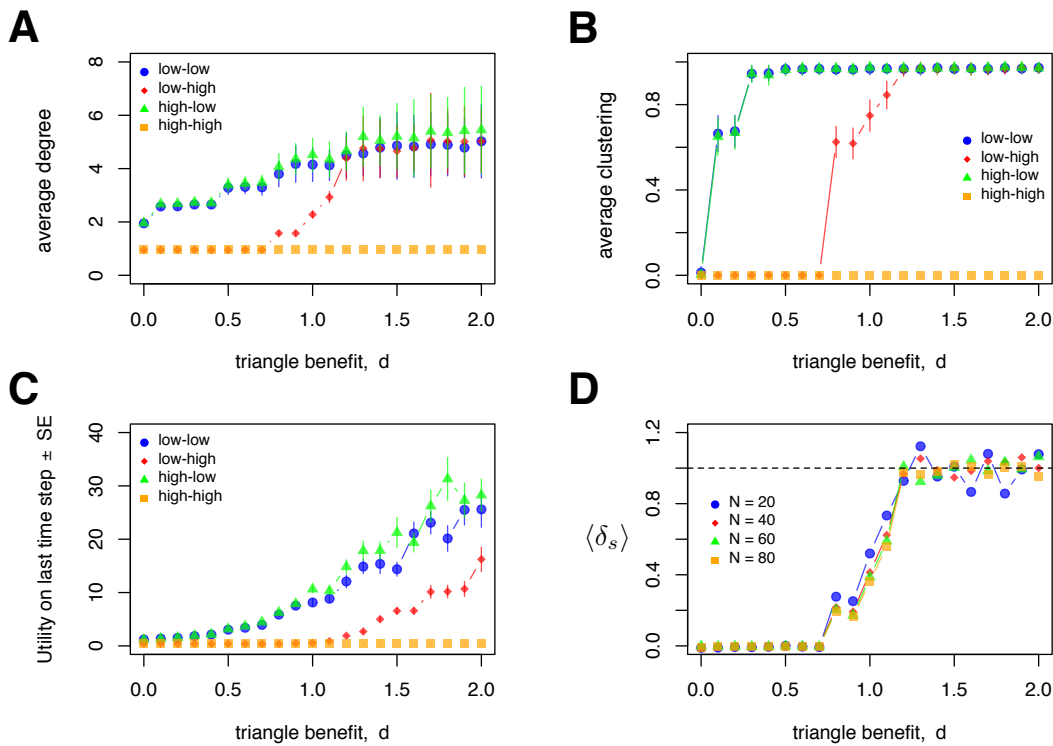 A
average degree
8
6
4
2
0
low-low
low-high
high-low
high-high
0.0 0.5 1.0 1.5 2.0
triangle benefit, d
B
average clustering
0.8
0.4
0.0
low-low
low-high
high-low
high-high
0.0 0.5 1.0 1.5 2.0
triangle benefit, d
C
Utility on last time step ± SE
40
30
20
10
0
low-low
low-high
high-low
high-high
0.0 0.5 1.0 1.5 2.0
triangle benefit, d
D
⟨δ_s⟩
1.2
0.8
0.4
0.0
N = 20
N = 40
N = 60
N = 80
0.0 0.5 1.0 1.5 2.0
triangle benefit, d